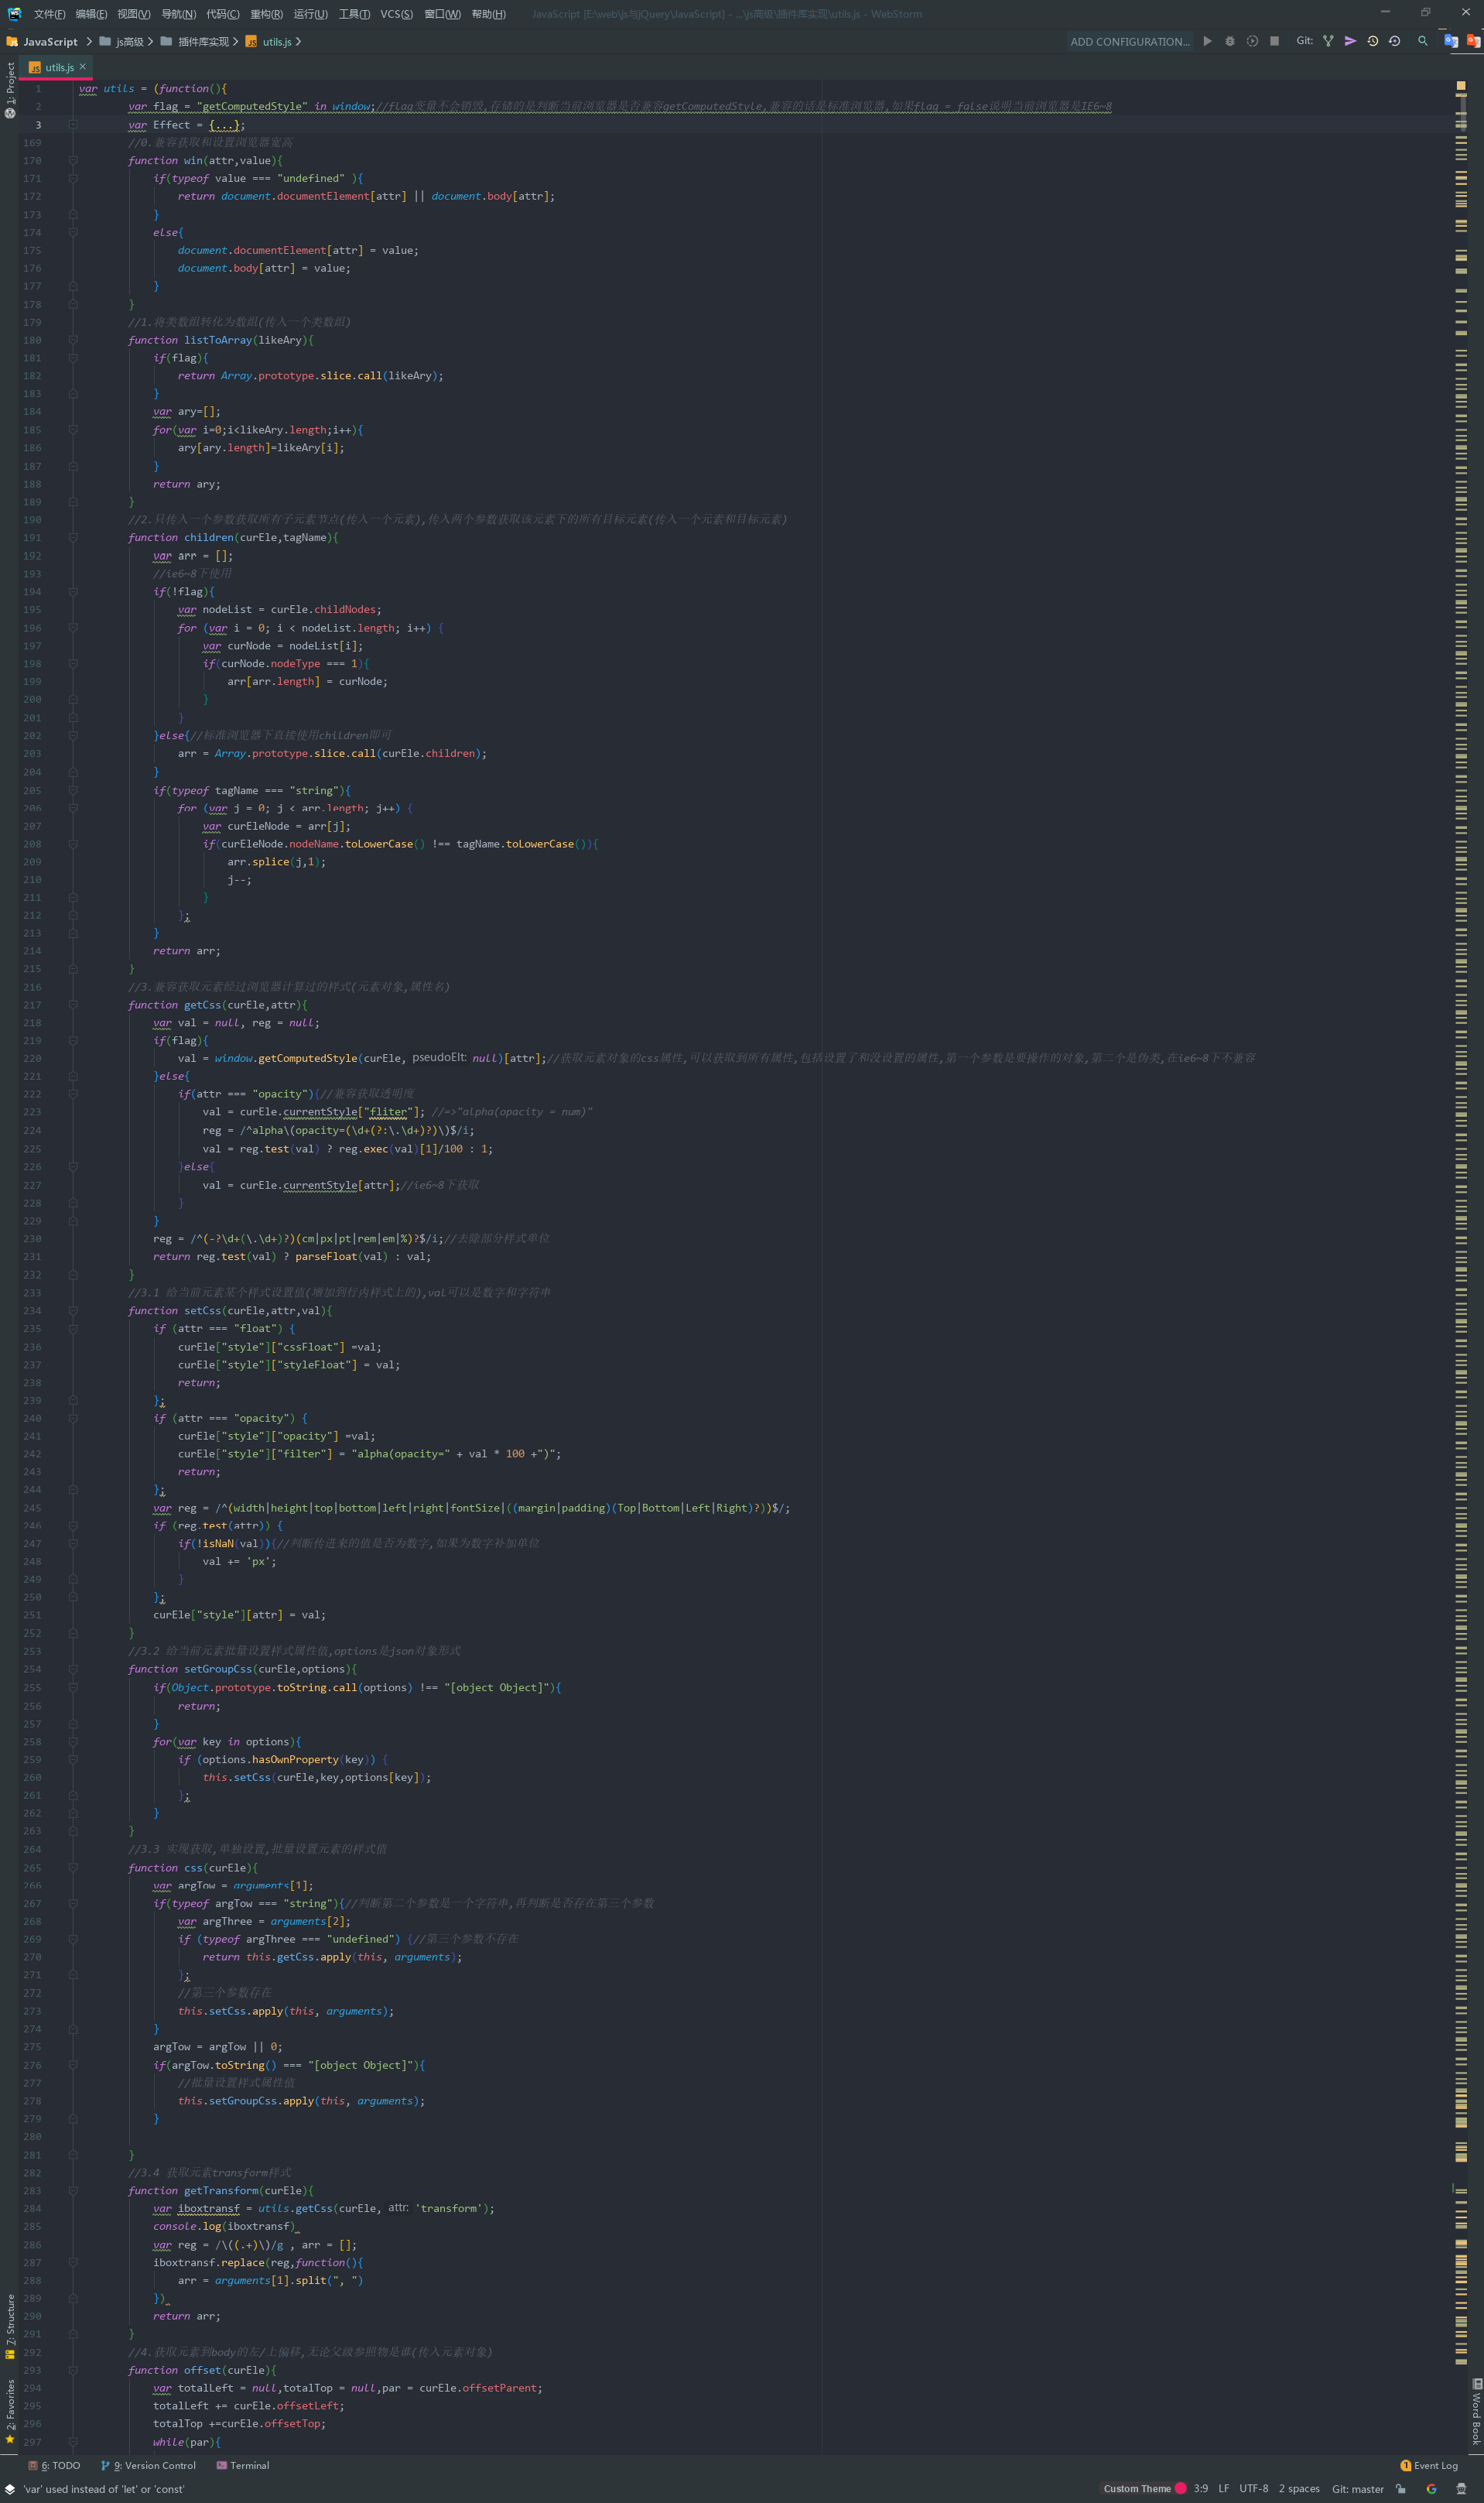 文件(F) 编辑(E) 视图(V) 导航(N) 代码(C) 重构(R) 运行(U) 工具(T) VCS(S) 窗口(W) 帮助(H) JavaScript [E:\web\js与jQuery\JavaScript] - ...\js高级\插件库实现\utils.js - WebStorm
JavaScript js高级 插件库实现 utils.js ADD CONFIGURATION... Git:
utils.js
1: Project
1 var utils = (function(){
2 var flag = "getComputedStyle" in window;//flag变量不会销毁,存储的是判断当前浏览器是否兼容getComputedStyle,兼容的话是标准浏览器,如果flag = false说明当前浏览器是IE6~8
3 var Effect = {...};
169 //0.兼容获取和设置浏览器宽高
170 function win(attr,value){
171 if(typeof value === "undefined" ){
172 return document.documentElement[attr] || document.body[attr];
173 }
174 else{
175 document.documentElement[attr] = value;
176 document.body[attr] = value;
177 }
178 }
179 //1.将类数组转化为数组(传入一个类数组)
180 function listToArray(likeAry){
181 if(flag){
182 return Array.prototype.slice.call(likeAry);
183 }
184 var ary=[];
185 for(var i=0;i<likeAry.length;i++){
186 ary[ary.length]=likeAry[i];
187 }
188 return ary;
189 }
190 //2.只传入一个参数获取所有子元素节点(传入一个元素),传入两个参数获取该元素下的所有目标元素(传入一个元素和目标元素)
191 function children(curEle,tagName){
192 var arr = [];
193 //ie6~8下使用
194 if(!flag){
195 var nodeList = curEle.childNodes;
196 for (var i = 0; i < nodeList.length; i++) {
197 var curNode = nodeList[i];
198 if(curNode.nodeType === 1){
199 arr[arr.length] = curNode;
200 }
201 }
202 }else{//标准浏览器下直接使用children即可
203 arr = Array.prototype.slice.call(curEle.children);
204 }
205 if(typeof tagName === "string"){
206 for (var j = 0; j < arr.length; j++) {
207 var curEleNode = arr[j];
208 if(curEleNode.nodeName.toLowerCase() !== tagName.toLowerCase()){
209 arr.splice(j,1);
210 j--;
211 }
212 };
213 }
214 return arr;
215 }
216 //3.兼容获取元素经过浏览器计算过的样式(元素对象,属性名)
217 function getCss(curEle,attr){
218 var val = null, reg = null;
219 if(flag){
220 val = window.getComputedStyle(curEle, pseudoElt: null)[attr];//获取元素对象的css属性,可以获取到所有属性,包括设置了和没设置的属性,第一个参数是要操作的对象,第二个是伪类,在ie6~8下不兼容
221 }else{
222 if(attr === "opacity"){//兼容获取透明度
223 val = curEle.currentStyle["fliter"]; //=>"alpha(opacity = num)"
224 reg = /^alpha\(opacity=(\d+(?:\.\d+)?)\)$/i;
225 val = reg.test(val) ? reg.exec(val)[1]/100 : 1;
226 }else{
227 val = curEle.currentStyle[attr];//ie6~8下获取
228 }
229 }
230 reg = /^(-?\d+(\.\d+)?)(cm|px|pt|rem|em|%)?$/i;//去除部分样式单位
231 return reg.test(val) ? parseFloat(val) : val;
232 }
233 //3.1 给当前元素某个样式设置值(增加到行内样式上的),val可以是数字和字符串
234 function setCss(curEle,attr,val){
235 if (attr === "float") {
236 curEle["style"]["cssFloat"] =val;
237 curEle["style"]["styleFloat"] = val;
238 return;
239 };
240 if (attr === "opacity") {
241 curEle["style"]["opacity"] =val;
242 curEle["style"]["filter"] = "alpha(opacity=" + val * 100 +")";
243 return;
244 };
245 var reg = /^(width|height|top|bottom|left|right|fontSize|((margin|padding)(Top|Bottom|Left|Right)?))$/;
246 if (reg.test(attr)) {
247 if(!isNaN(val)){//判断传进来的值是否为数字,如果为数字补加单位
248 val += 'px';
249 }
250 };
251 curEle["style"][attr] = val;
252 }
253 //3.2 给当前元素批量设置样式属性值,options是json对象形式
254 function setGroupCss(curEle,options){
255 if(Object.prototype.toString.call(options) !== "[object Object]"){
256 return;
257 }
258 for(var key in options){
259 if (options.hasOwnProperty(key)) {
260 this.setCss(curEle,key,options[key]);
261 };
262 }
263 }
264 //3.3 实现获取,单独设置,批量设置元素的样式值
265 function css(curEle){
266 var argTow = arguments[1];
267 if(typeof argTow === "string"){//判断第二个参数是一个字符串,再判断是否存在第三个参数
268 var argThree = arguments[2];
269 if (typeof argThree === "undefined") {//第三个参数不存在
270 return this.getCss.apply(this, arguments);
271 };
272 //第三个参数存在
273 this.setCss.apply(this, arguments);
274 }
275 argTow = argTow || 0;
276 if(argTow.toString() === "[object Object]"){
277 //批量设置样式属性值
278 this.setGroupCss.apply(this, arguments);
279 }
280
281 }
282 //3.4 获取元素transform样式
283 function getTransform(curEle){
284 var iboxtransf = utils.getCss(curEle, attr: 'transform');
285 console.log(iboxtransf)
286 var reg = /\((.+)\)/g , arr = [];
287 iboxtransf.replace(reg,function(){
288 arr = arguments[1].split(", ")
289 })
290 return arr;
291 }
292 //4.获取元素到body的左/上偏移,无论父级参照物是谁(传入元素对象)
293 function offset(curEle){
294 var totalLeft = null,totalTop = null,par = curEle.offsetParent;
295 totalLeft += curEle.offsetLeft;
296 totalTop +=curEle.offsetTop;
297 while(par){
7: Structure
2: Favorites
Word Book
6: TODO 9: Version Control Terminal 1 Event Log
'var' used instead of 'let' or 'const' Custom Theme 3:9 LF UTF-8 2 spaces Git: master